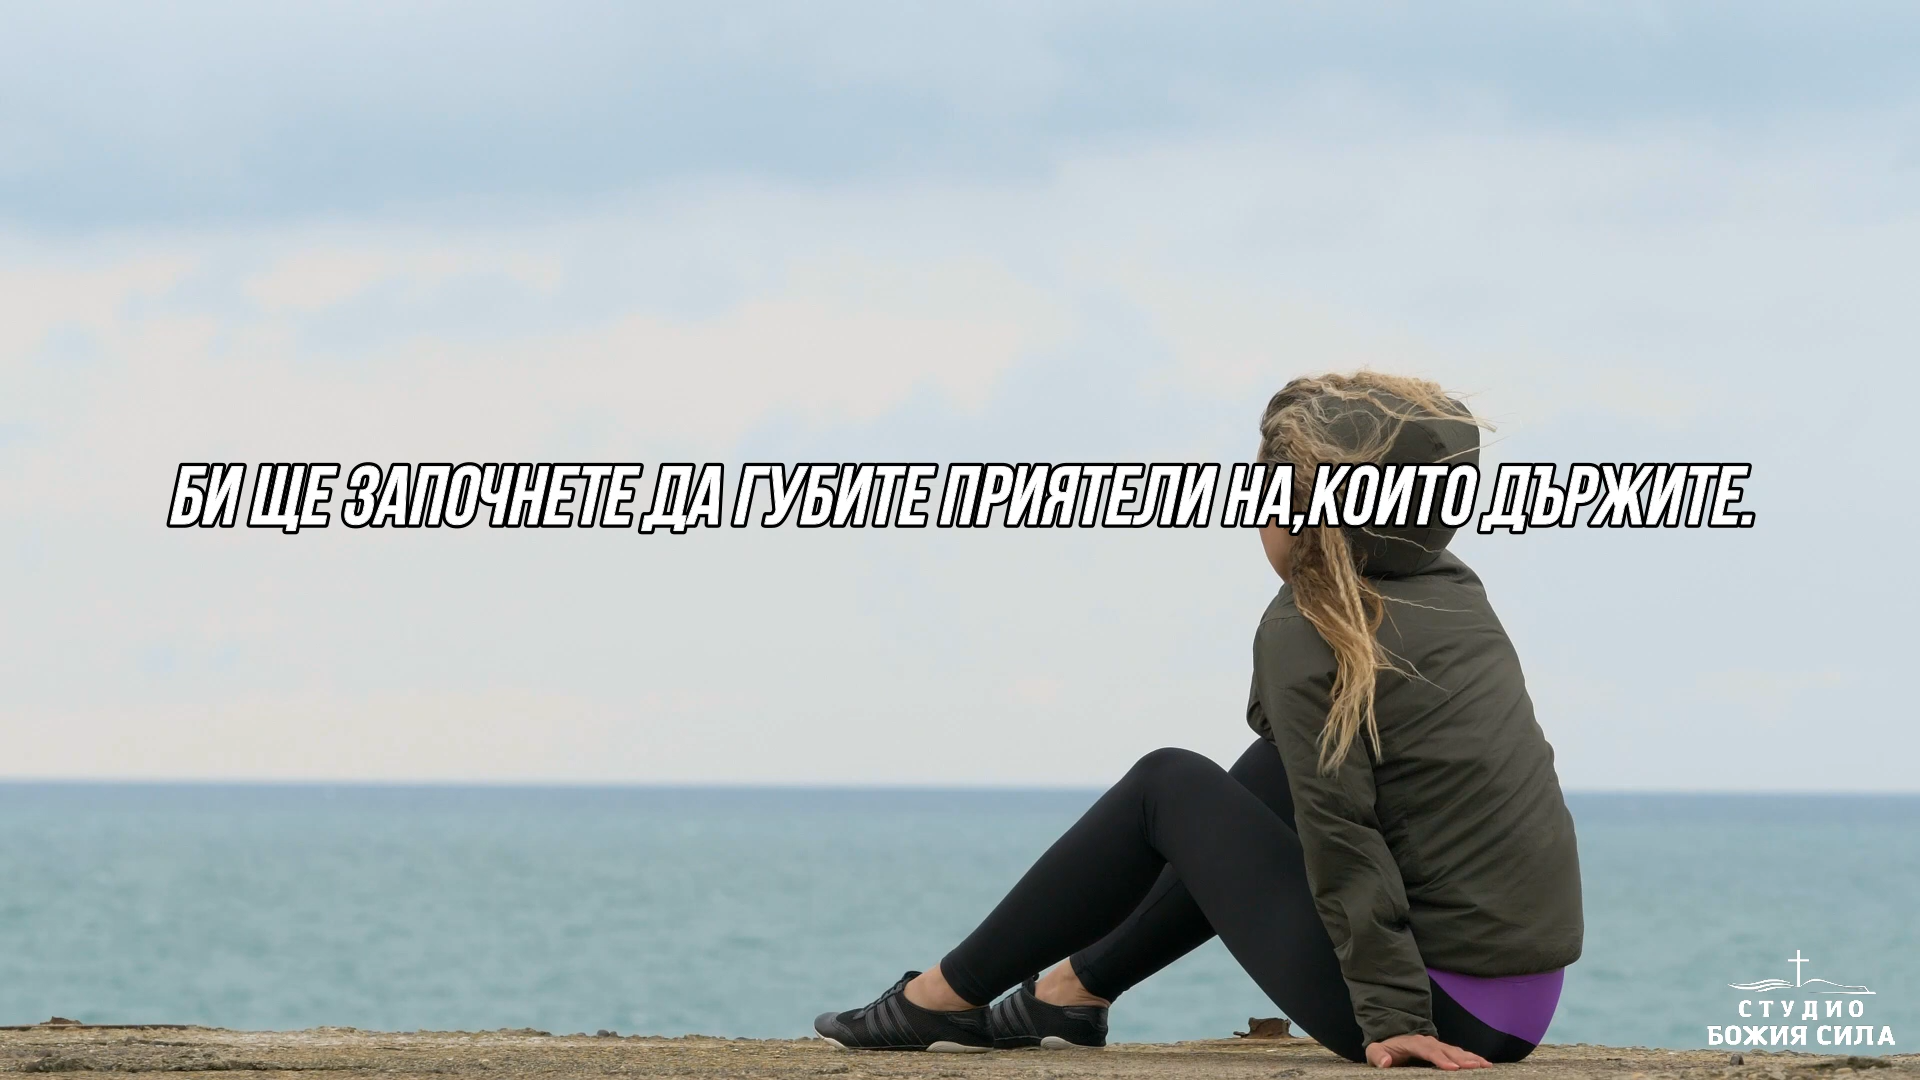 БИ ЩЕ ЗАПОЧНЕТЕ ДА ГУБИТЕ ПРИЯТЕЛИ НА,КОИТО ДЪРЖИТЕ.
СТУДИО
БОЖИЯ СИЛА